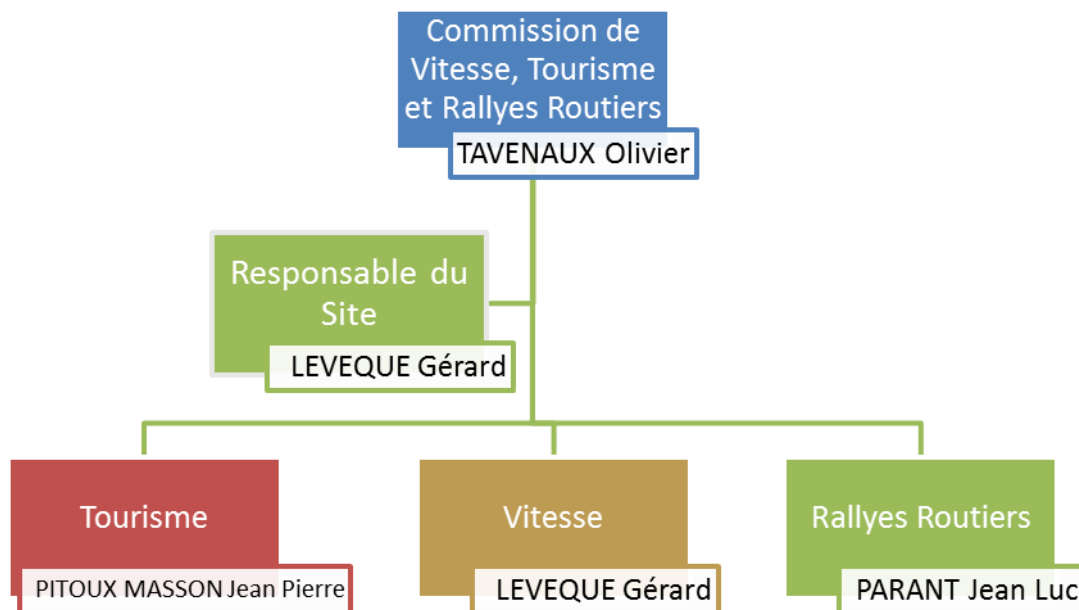 Commission de
Vitesse, Tourisme
et Rallyes Routiers
TAVENAUX Olivier
Responsable du
Site
LEVEQUE Gérard
Tourisme
PITOUX MASSON Jean Pierre
Vitesse
LEVEQUE Gérard
Rallyes Routiers
PARANT Jean Luc